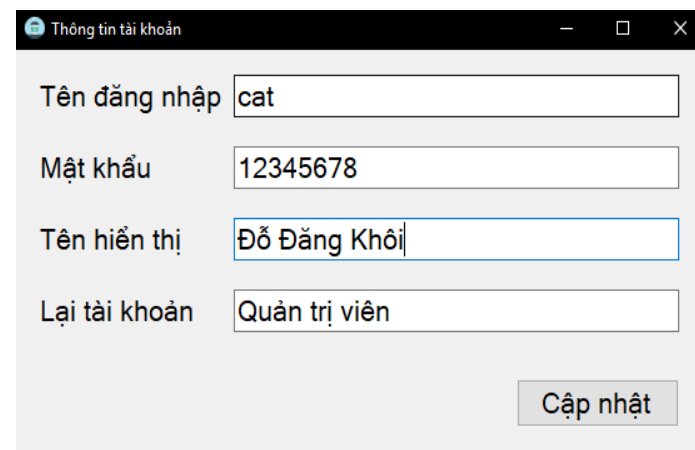 Thông tin tài khoản
Tên đăng nhập cat
Mật khẩu 12345678
Tên hiển thị Đỗ Đăng Khôi
Lại tài khoản Quản trị viên
Cập nhật